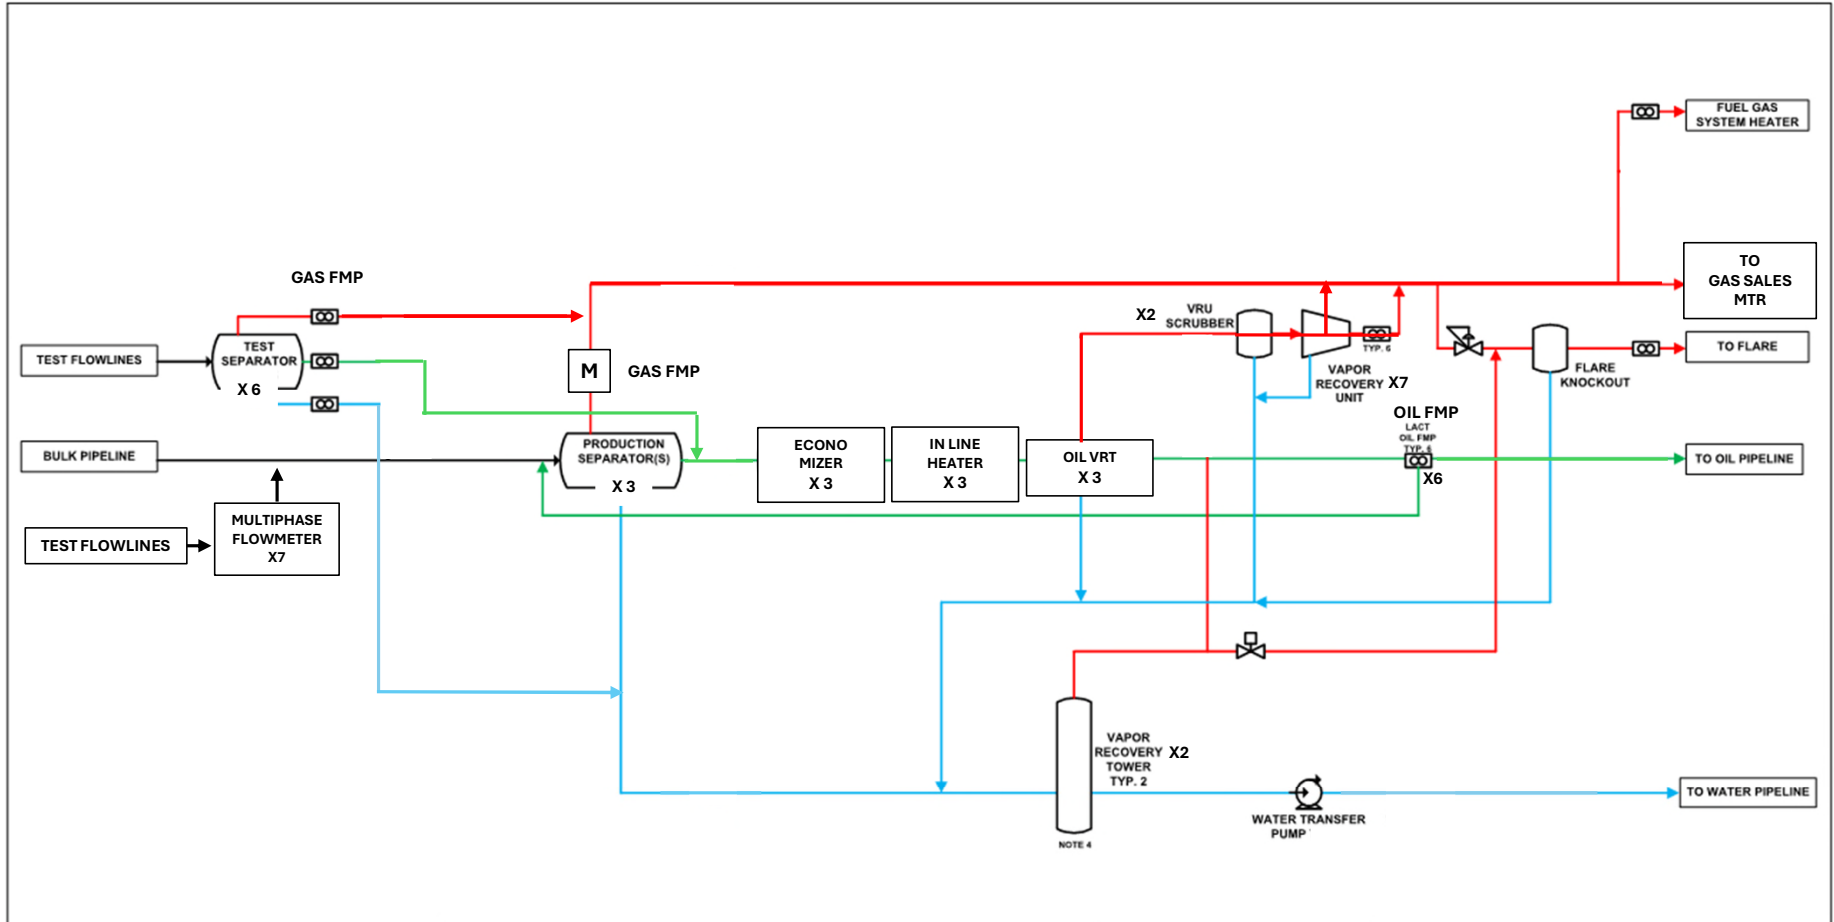 FUEL GAS
SYSTEM HEATER
TO
GAS SALES
MTR
GAS FMP
X2
VRU
SCRUBBER
TYP. 6
TO FLARE
FLARE
KNOCKOUT
TEST FLOWLINES
TEST
SEPARATOR
X 6
M
GAS FMP
VAPOR
RECOVERY
UNIT
X7
OIL FMP
LACT
OIL FMP
TYP. 6
X6
BULK PIPELINE
PRODUCTION
SEPARATOR(S)
X 3
ECONO
MIZER
X 3
IN LINE
HEATER
X 3
OIL VRT
X 3
TO OIL PIPELINE
TEST FLOWLINES
MULTIPHASE
FLOWMETER
X7
VAPOR
RECOVERY
TOWER
TYP. 2
X2
NOTE 4
WATER TRANSFER
PUMP
TO WATER PIPELINE